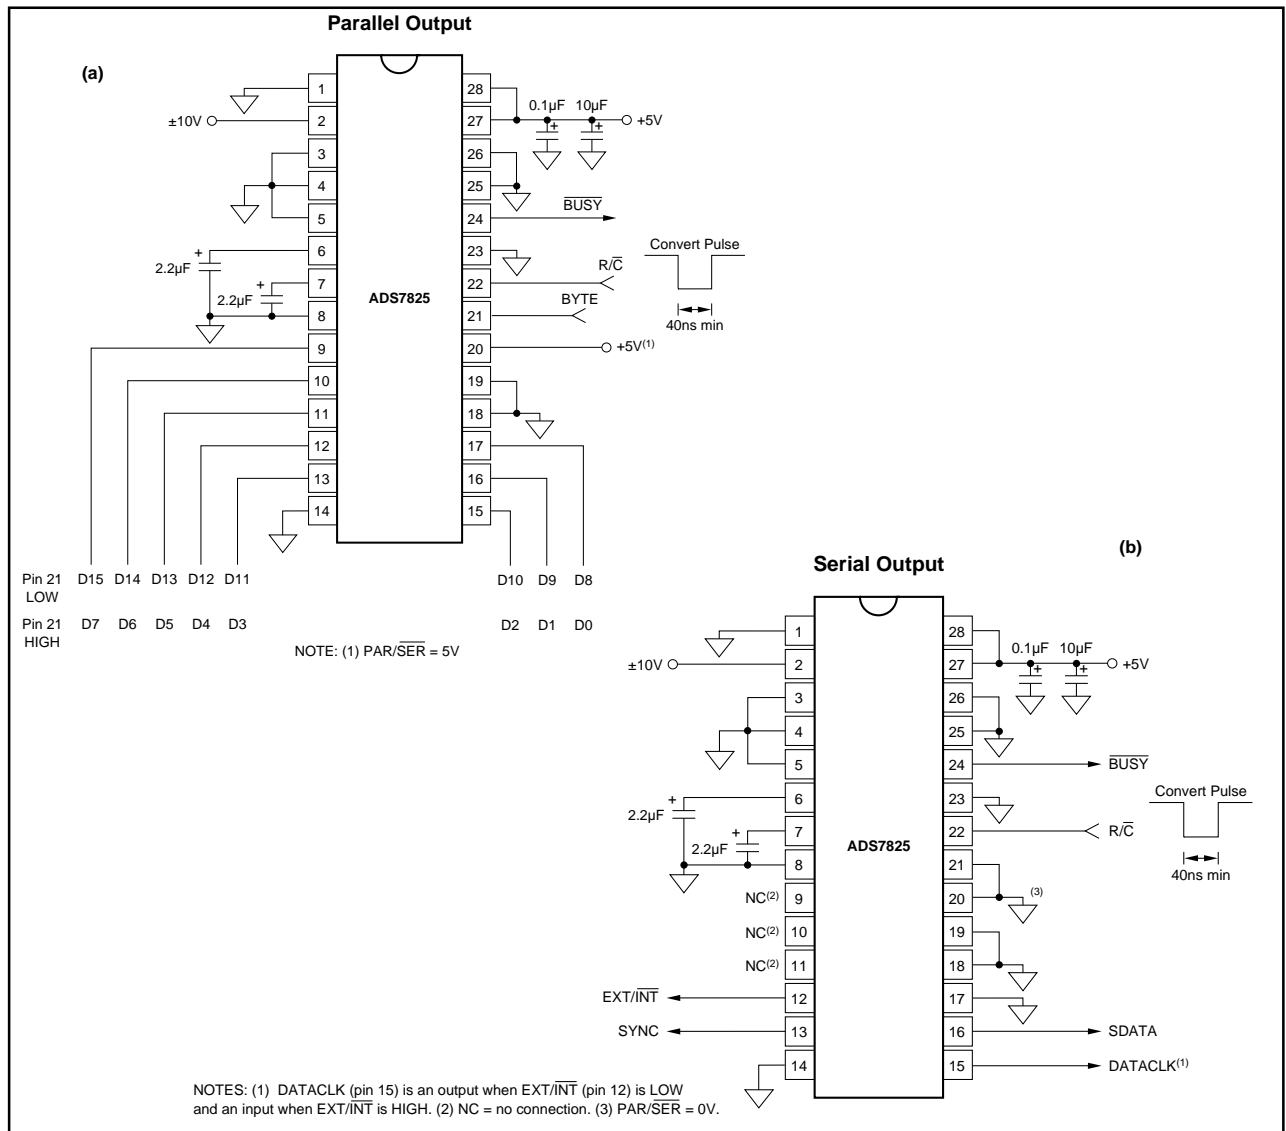 Parallel Output
(a)
1 28
0.1µF 10µF
±10V 2 27 +5V
3 26
4 25
5 24 BUSY
Convert Pulse
6 23
2.2µF
R/C
7 22
2.2µF
ADS7825
BYTE
8 21
40ns min
9 20 +5V(1)
10 19
11 18
12 17
13 16
14 15
Pin 21 LOW D15 D14 D13 D12 D11 D10 D9 D8
Pin 21 HIGH D7 D6 D5 D4 D3 D2 D1 D0
NOTE: (1) PAR/SER = 5V
(b)
Serial Output
1 28
0.1µF 10µF
±10V 2 27 +5V
3 26
4 25
5 24 BUSY
Convert Pulse
6 23
2.2µF
7 22 R/C
2.2µF
ADS7825
8 21
40ns min
NC(2) 9 20 (3)
NC(2) 10 19
NC(2) 11 18
EXT/INT 12 17
SYNC 13 16 SDATA
14 15 DATACLK(1)
NOTES: (1) DATACLK (pin 15) is an output when EXT/INT (pin 12) is LOW
and an input when EXT/INT is HIGH. (2) NC = no connection. (3) PAR/SER = 0V.